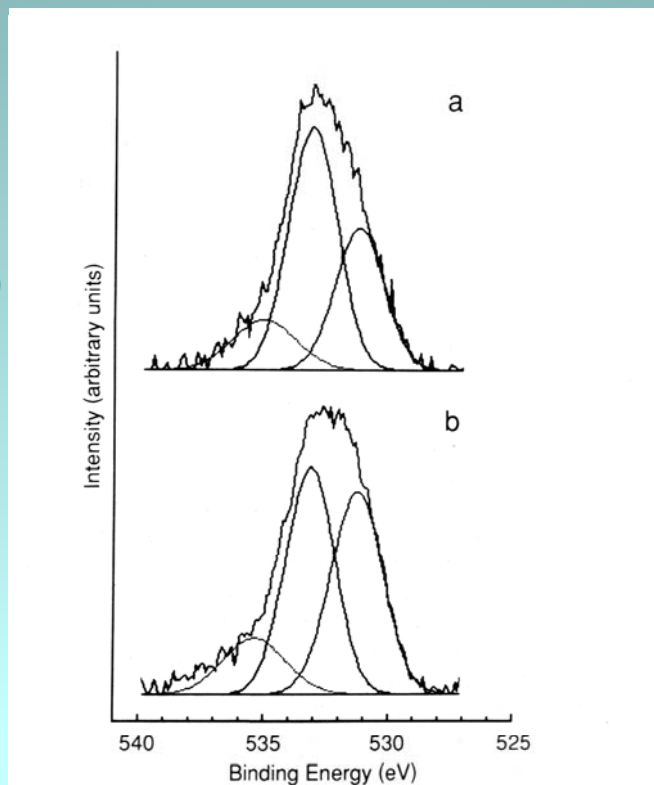 a
b
Intensity (arbitrary units)
540 535 530 525
Binding Energy (eV)